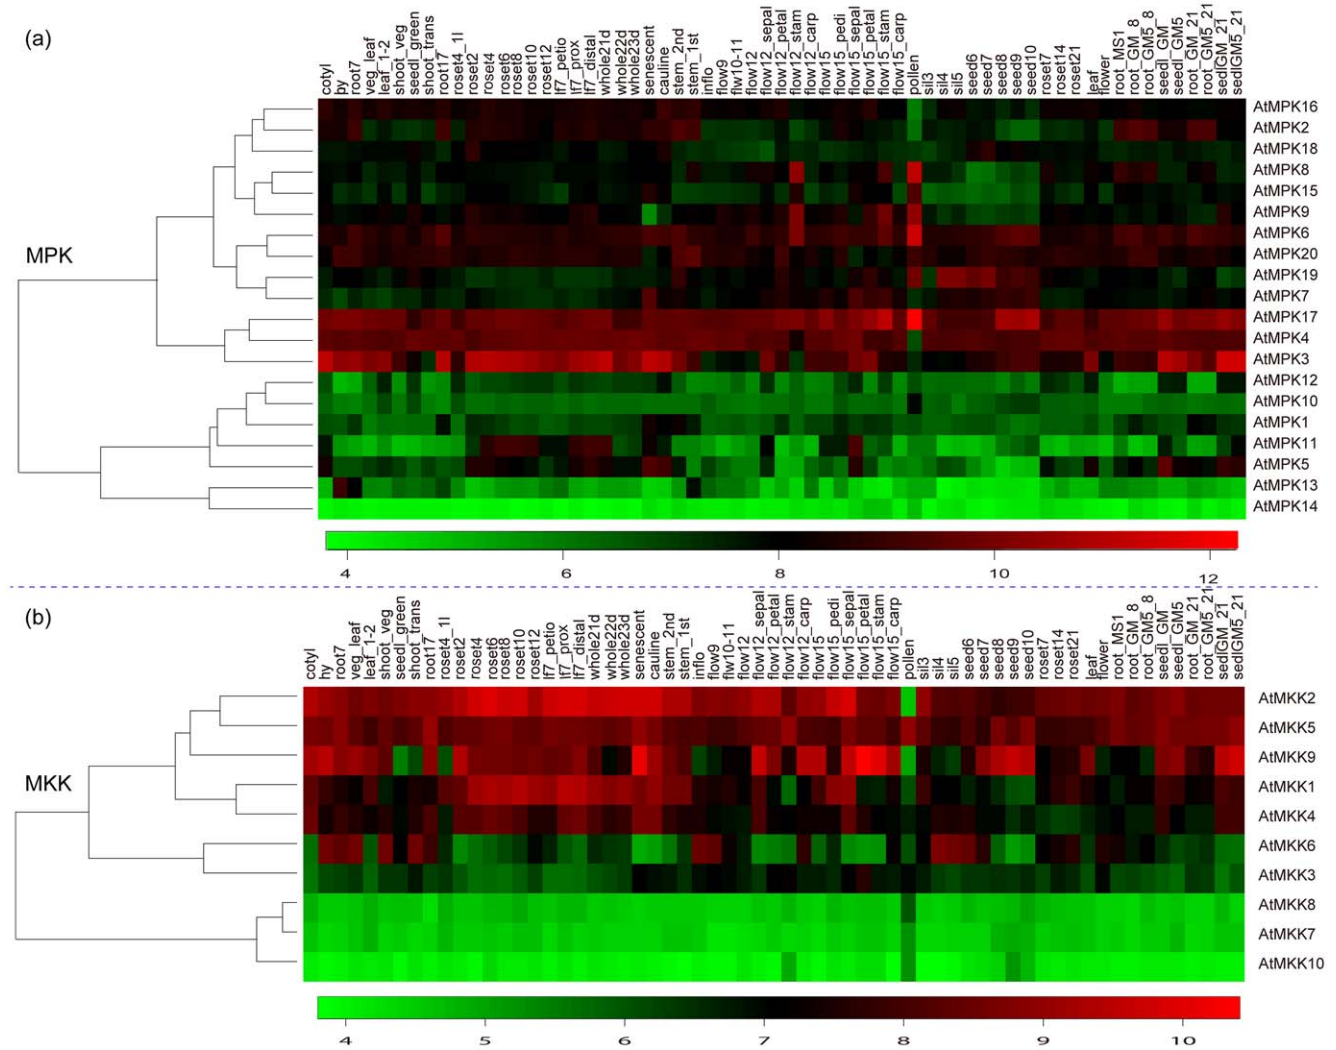 (a)
cotyl
hy
root7
veg_leaf
leaf_1-2
shoot_veg
seedl_green
shoot_trans
root17
roset4_1l
roset2
roset4
roset6
roset8
roset10
roset12
lf7_petio
lf7_prox
lf7_distal
whole21d
whole22d
whole23d
senescent
cauline
stem_2nd
stem_1st
inflo
flow9
flw10-11
flow12
flow12_sepal
flow12_petal
flow12_stam
flow12_carp
flow15
flow15_pedi
flow15_sepal
flow15_petal
flow15_stam
flow15_carp
pollen
sil3
sil4
sil5
seed6
seed7
seed8
seed9
seed10
roset7
roset14
roset21
leaf
flower
root_MS1
root_GM_8
root_GM5_8
seedl_GM_
seedl_GM5
root_GM_21
root_GM5_21
sedlGM_21
sedlGM5_21
MPK
AtMPK16
AtMPK2
AtMPK18
AtMPK8
AtMPK15
AtMPK9
AtMPK6
AtMPK20
AtMPK19
AtMPK7
AtMPK17
AtMPK4
AtMPK3
AtMPK12
AtMPK10
AtMPK1
AtMPK11
AtMPK5
AtMPK13
AtMPK14
4 6 8 10 12
(b)
cotyl
hy
root7
veg_leaf
leaf_1-2
shoot_veg
seedl_green
shoot_trans
root17
roset4_1l
roset2
roset4
roset6
roset8
roset10
roset12
lf7_petio
lf7_prox
lf7_distal
whole21d
whole22d
whole23d
senescent
cauline
stem_2nd
stem_1st
inflo
flow9
flw10-11
flow12
flow12_sepal
flow12_petal
flow12_stam
flow12_carp
flow15
flow15_pedi
flow15_sepal
flow15_petal
flow15_stam
flow15_carp
pollen
sil3
sil4
sil5
seed6
seed7
seed8
seed9
seed10
roset7
roset14
roset21
leaf
flower
root_MS1
root_GM_8
root_GM5_8
seedl_GM_
seedl_GM5
root_GM_21
root_GM5_21
sedlGM_21
sedlGM5_21
MKK
AtMKK2
AtMKK5
AtMKK9
AtMKK1
AtMKK4
AtMKK6
AtMKK3
AtMKK8
AtMKK7
AtMKK10
4 5 6 7 8 9 10